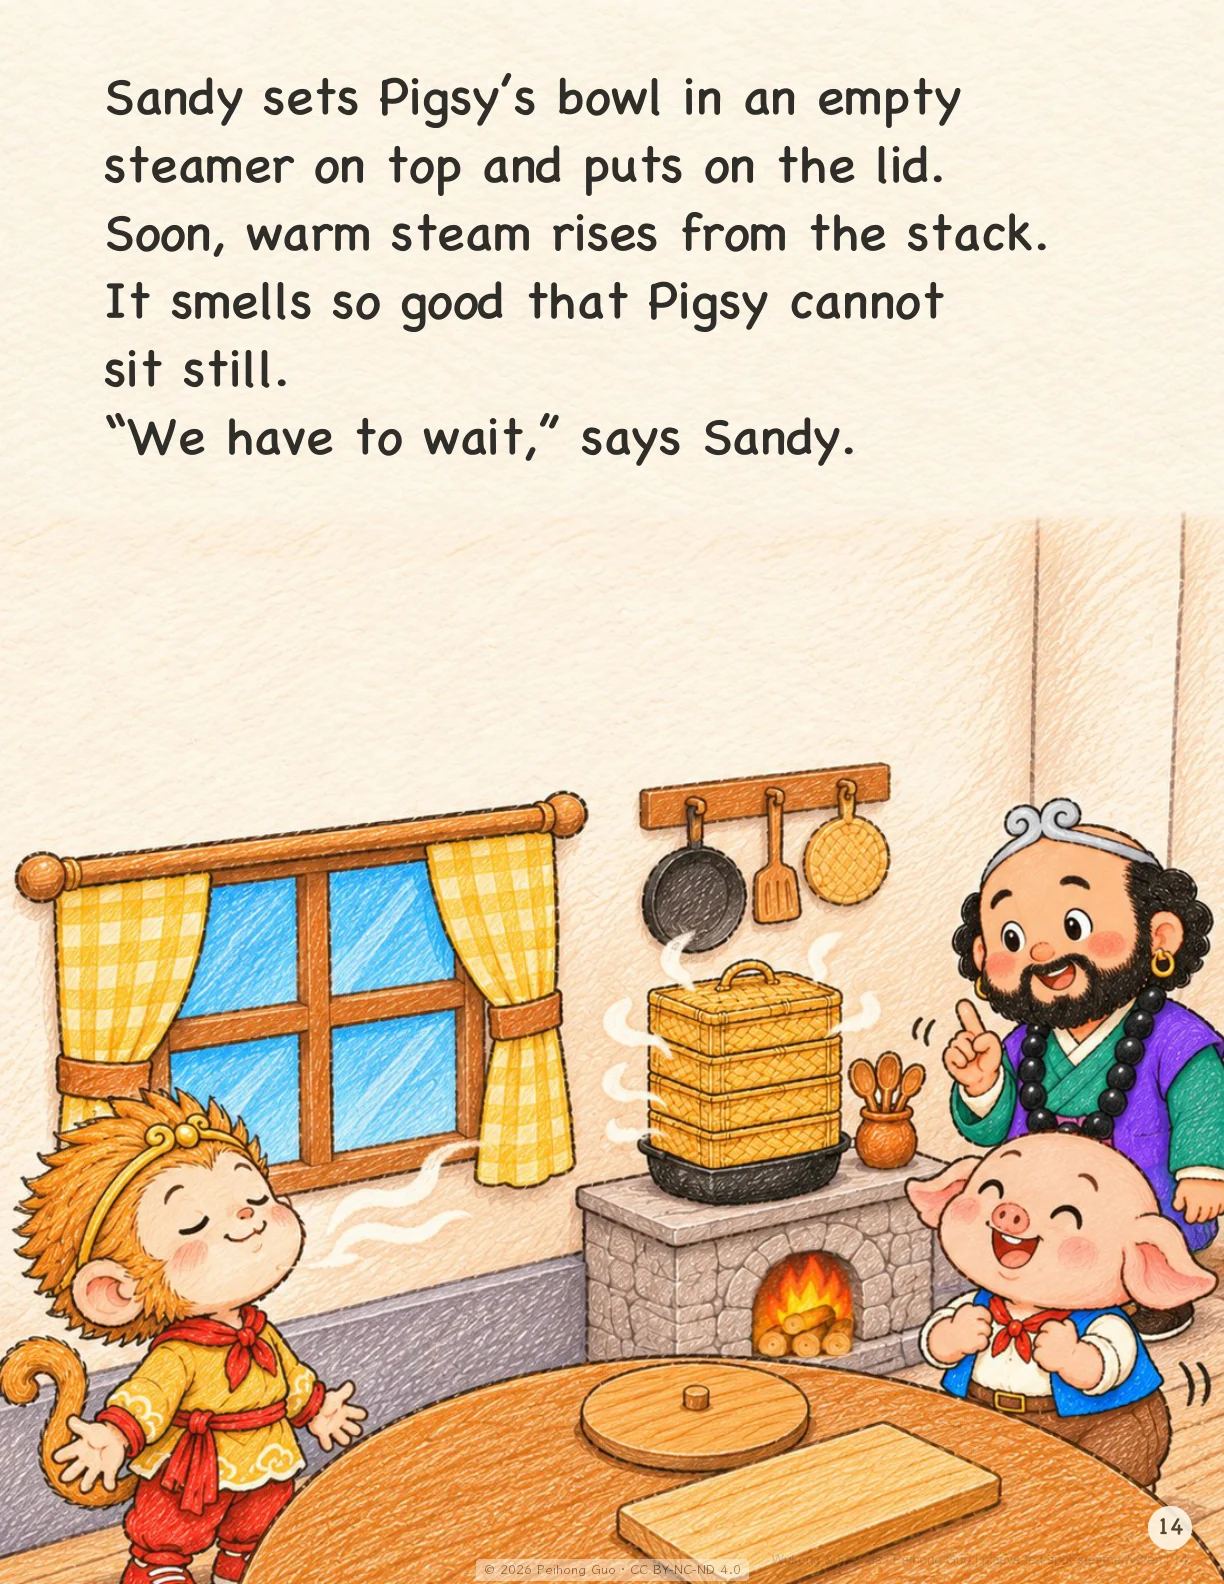 Sandy sets Pigsy’s bowl in an empty
steamer on top and puts on the lid.
Soon, warm steam rises from the stack.
It smells so good that Pigsy cannot
sit still.
“We have to wait,” says Sandy.
14
© 2026 Peihong Guo • CC BY-NC-ND 4.0